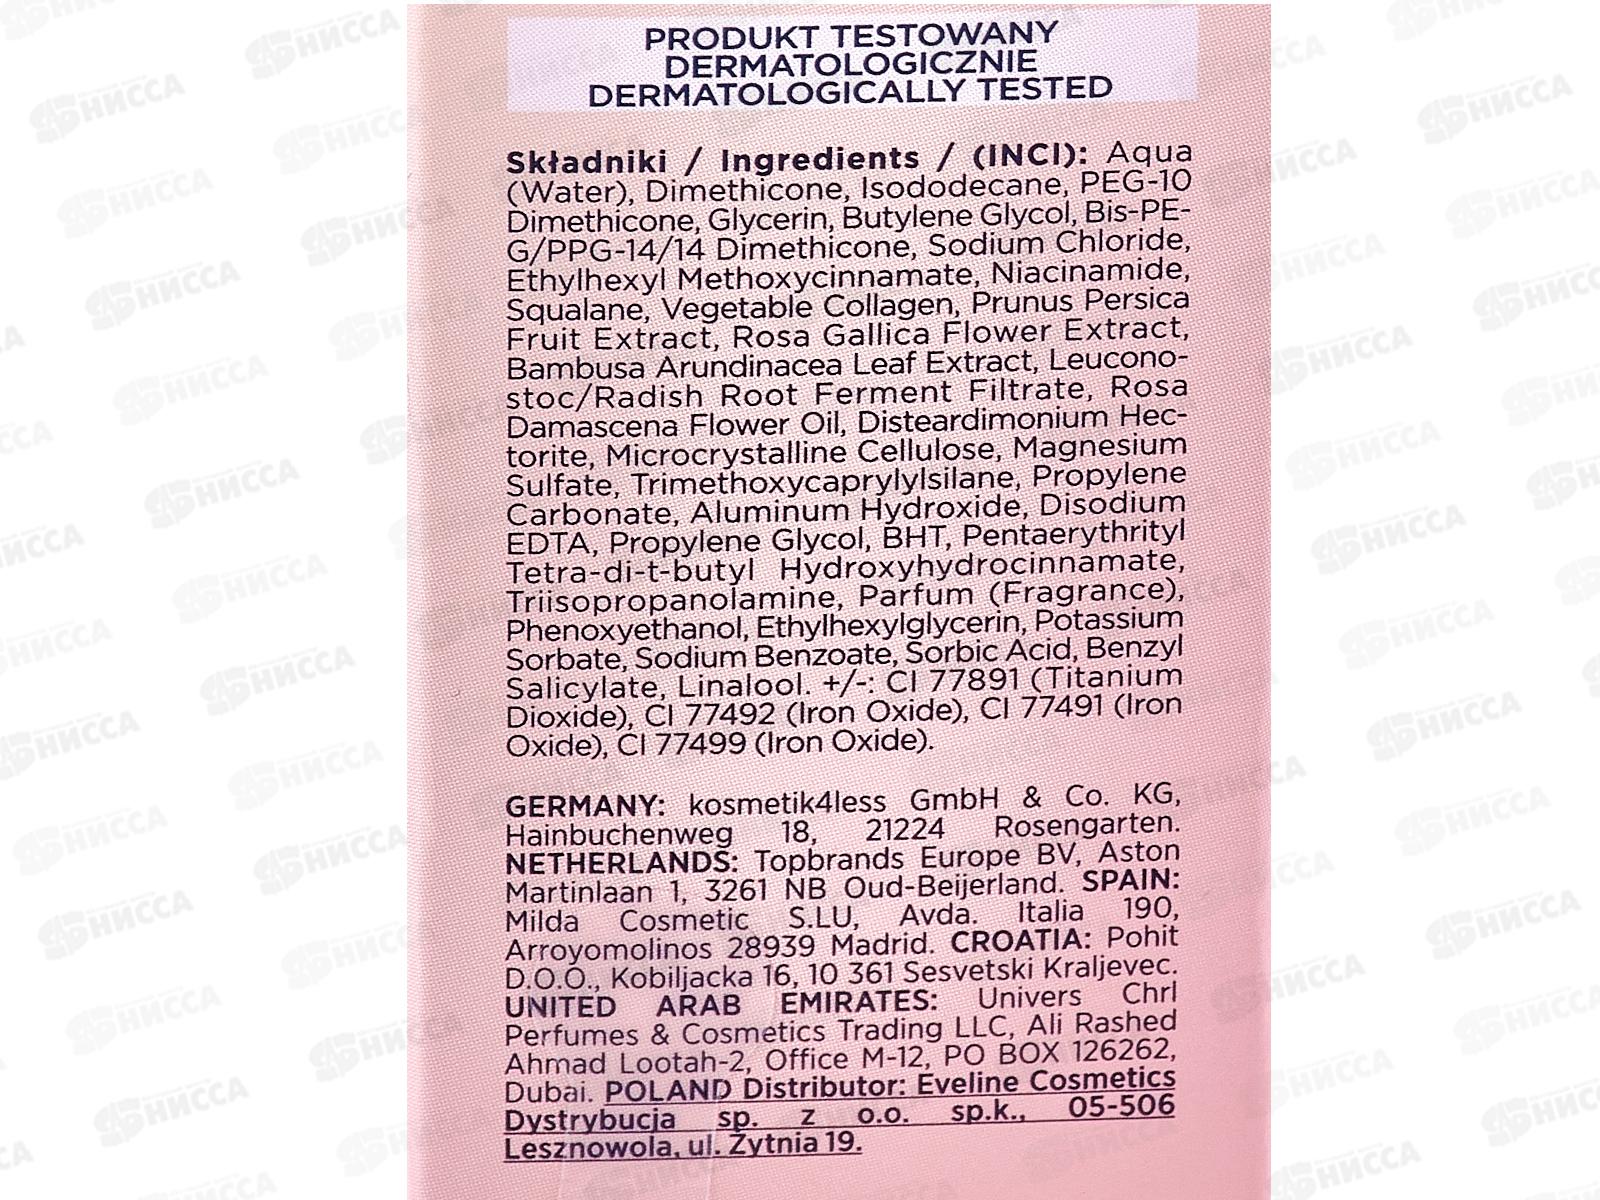 PRODUKT TESTOWANY
DERMATOLOGICZNIE
DERMATOLOGICALLY TESTED
Składniki / Ingredients / (INCI): Aqua
(Water), Dimethicone, Isododecane, PEG-10
Dimethicone, Glycerin, Butylene Glycol, Bis-PE-
G/PPG-14/14 Dimethicone, Sodium Chloride,
Ethylhexyl Methoxycinnamate, Niacinamide,
Squalane, Vegetable Collagen, Prunus Persica
Fruit Extract, Rosa Gallica Flower Extract,
Bambusa Arundinacea Leaf Extract, Leucono-
stoc/Radish Root Ferment Filtrate, Rosa
Damascena Flower Oil, Disteardimonium Hec-
torite, Microcrystalline Cellulose, Magnesium
Sulfate, Trimethoxycaprylylsilane, Propylene
Carbonate, Aluminum Hydroxide, Disodium
EDTA, Propylene Glycol, BHT, Pentaerythrityl
Tetra-di-t-butyl Hydroxyhydrocinnamate,
Triisopropanolamine, Parfum (Fragrance),
Phenoxyethanol, Ethylhexylglycerin, Potassium
Sorbate, Sodium Benzoate, Sorbic Acid, Benzyl
Salicylate, Linalool. +/-: CI 77891 (Titanium
Dioxide), CI 77492 (Iron Oxide), CI 77491 (Iron
Oxide), CI 77499 (Iron Oxide).
GERMANY: kosmetik4less GmbH & Co. KG,
Hainbuchenweg 18, 21224 Rosengarten.
NETHERLANDS: Topbrands Europe BV, Aston
Martinlaan 1, 3261 NB Oud-Beijerland. SPAIN:
Milda Cosmetic S.LU, Avda. Italia 190,
Arroyomolinos 28939 Madrid. CROATIA: Pohit
D.O.O., Kobiljacka 16, 10 361 Sesvetski Kraljevec.
UNITED ARAB EMIRATES: Univers Chrl
Perfumes & Cosmetics Trading LLC, Ali Rashed
Ahmad Lootah-2, Office M-12, PO BOX 126262,
Dubai. POLAND Distributor: Eveline Cosmetics
Dystrybucja sp. z o.o. sp.k., 05-506
Lesznowola, ul. Żytnia 19.
НИССА